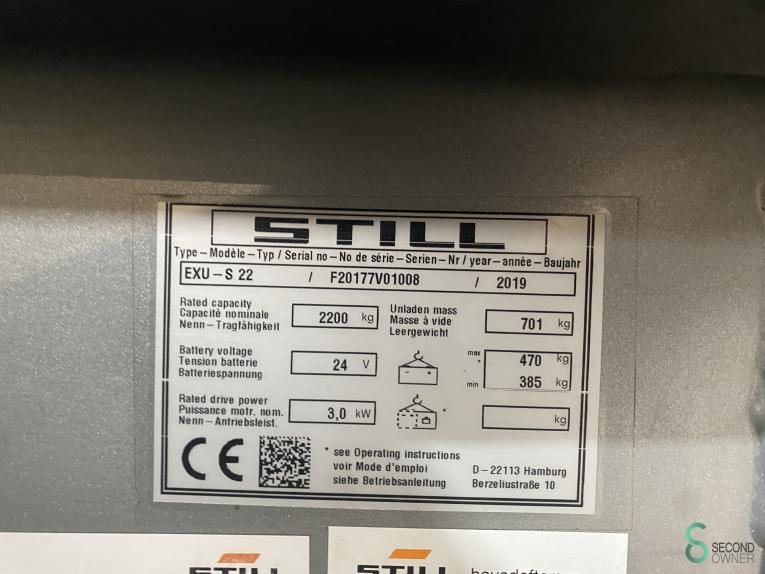 STILL
Type – Modèle – Typ / Serial no – No de série – Serien – Nr / year – année – Baujahr
EXU – S 22 / F20177V01008 / 2019
Rated capacity
Capacité nominale
Nenn – Tragfähigkeit
2200 kg
Unladen mass
Masse à vide
Leergewicht
701 kg
Battery voltage
Tension batterie
Batteriespannung
24 V
max * 470 kg
min 385 kg
Rated drive power
Puissance motr. nom.
Nenn – Antriebsleist.
3,0 kW
*
kg
CE
* see Operating instructions
voir Mode d'emploi
siehe Betriebsanleitung
D – 22113 Hamburg
Berzeliustraße 10
STILL
STILL
SECOND
OWNER